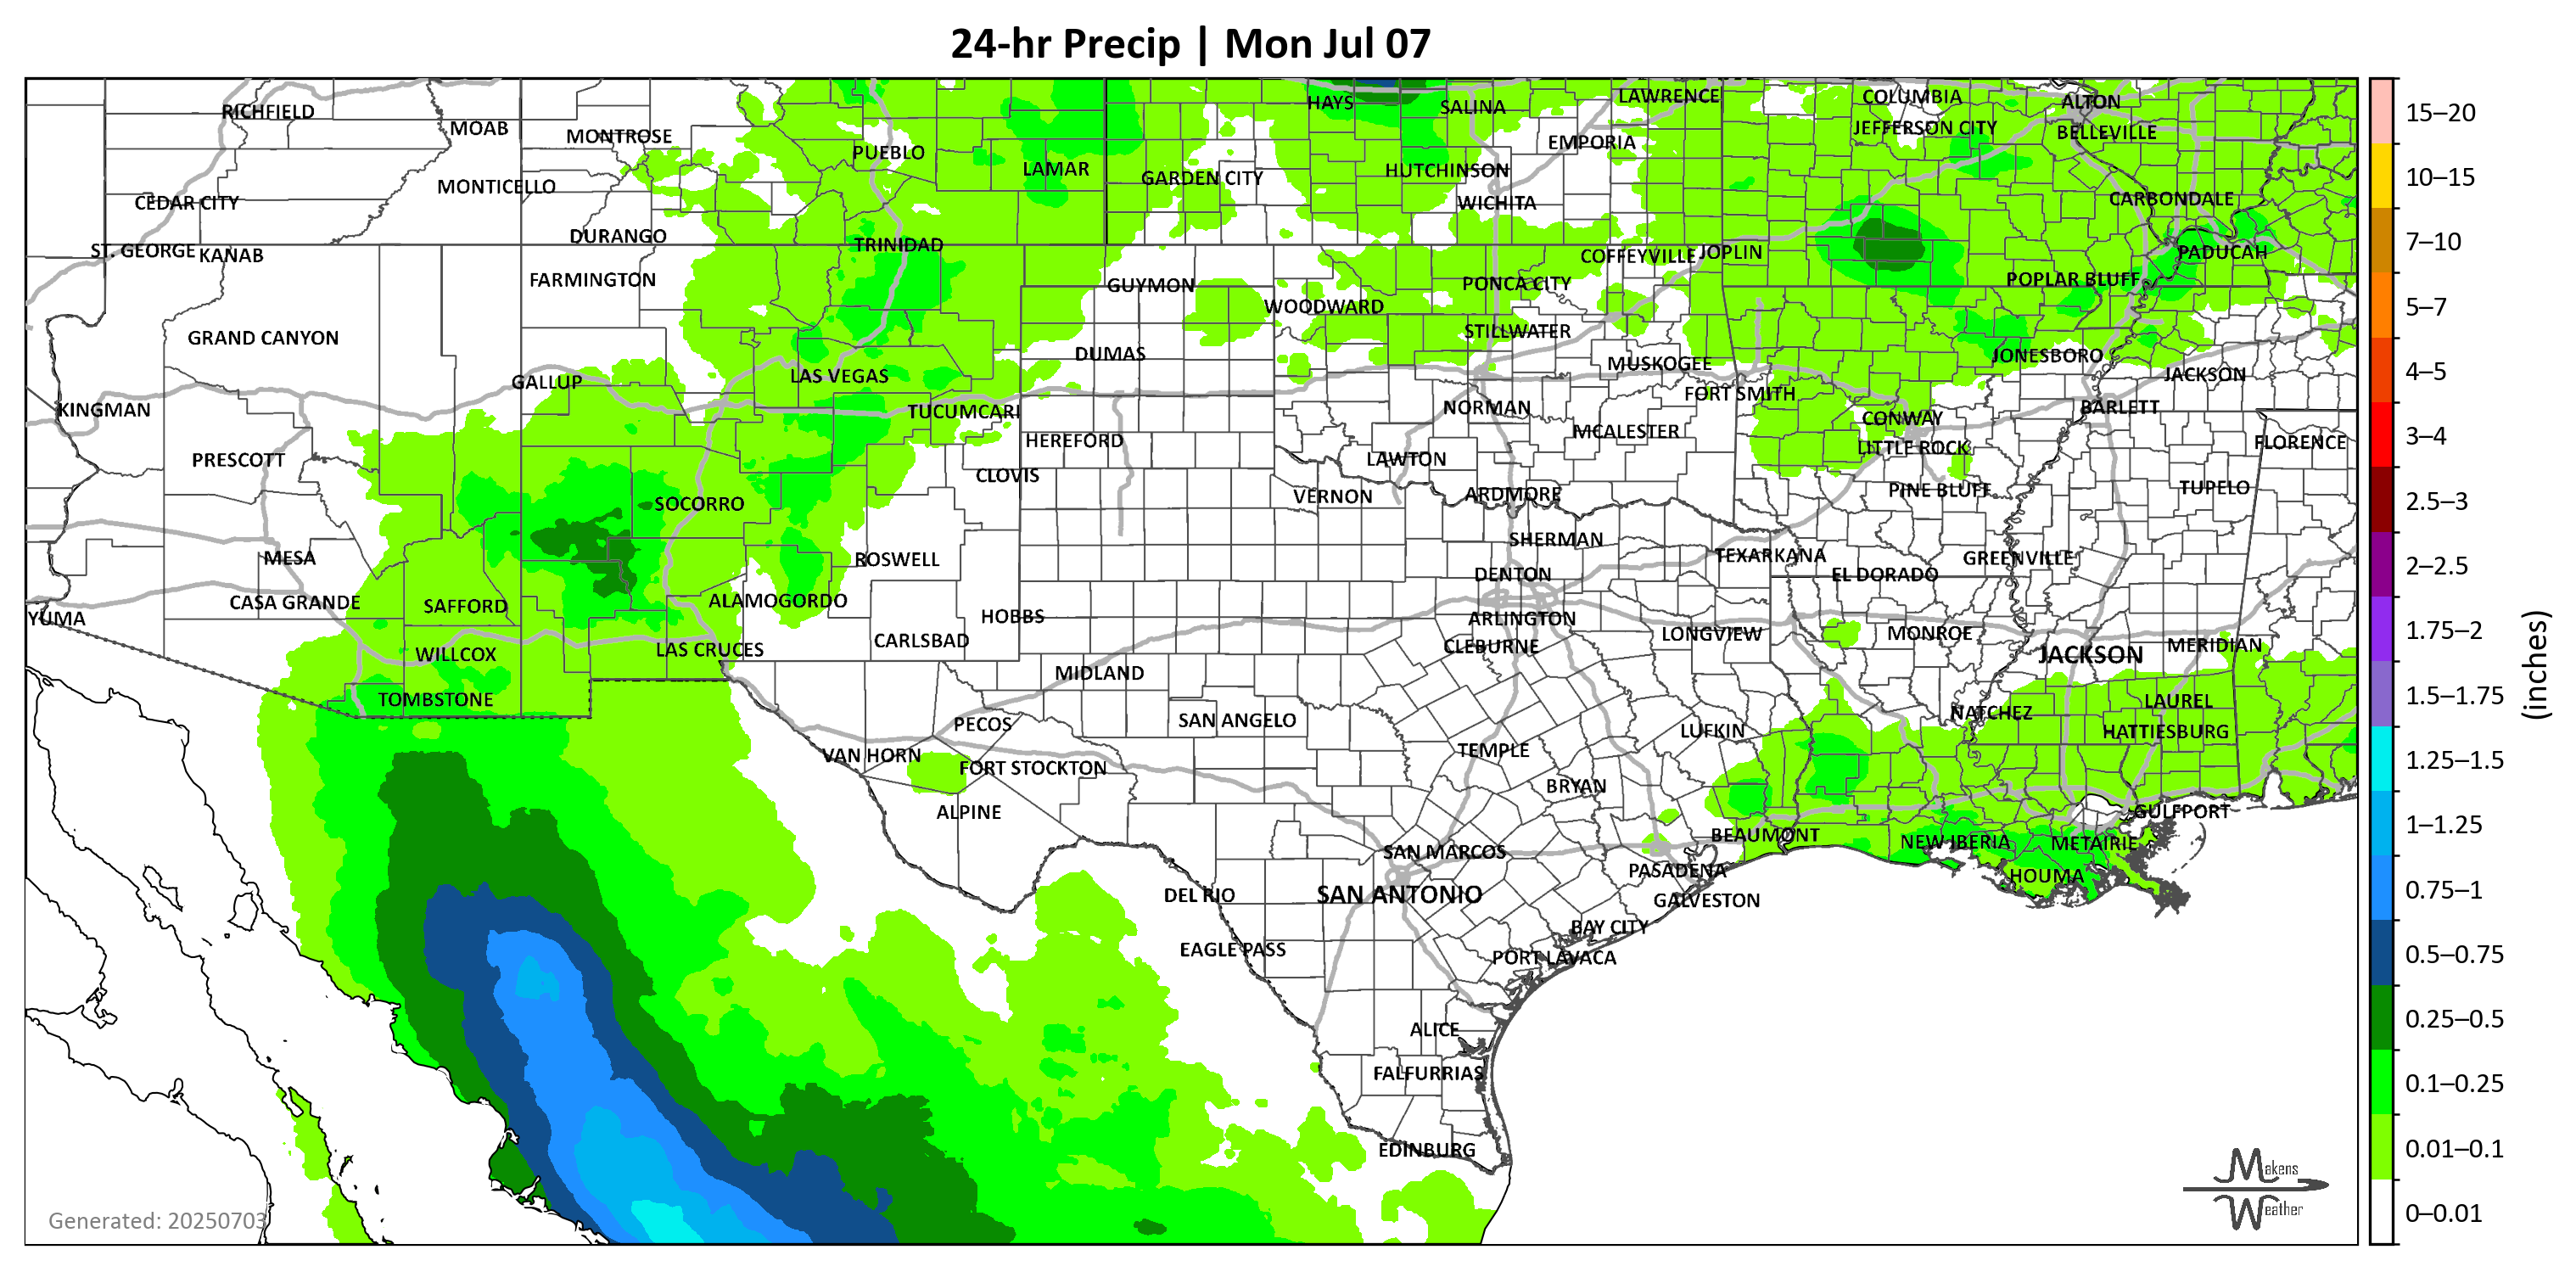 24-hr Precip | Mon Jul 07
RICHFIELD
MOAB
MONTROSE
PUEBLO
LAMAR
HAYS
SALINA
LAWRENCE
COLUMBIA
ALTON
JEFFERSON CITY
BELLEVILLE
EMPORIA
HUTCHINSON
GARDEN CITY
MONTICELLO
CEDAR CITY
WICHITA
CARBONDALE
DURANGO
TRINIDAD
ST. GEORGE
KANAB
COFFEYVILLE
JOPLIN
PADUCAH
FARMINGTON
GUYMON
PONCA CITY
POPLAR BLUFF
WOODWARD
GRAND CANYON
STILLWATER
DUMAS
MUSKOGEE
JONESBORO
GALLUP
LAS VEGAS
JACKSON
FORT SMITH
KINGMAN
TUCUMCARI
NORMAN
BARLETT
CONWAY
HEREFORD
MCALESTER
LITTLE ROCK
FLORENCE
PRESCOTT
LAWTON
CLOVIS
VERNON
ARDMORE
PINE BLUFF
TUPELO
SOCORRO
SHERMAN
MESA
ROSWELL
TEXARKANA
GREENVILLE
DENTON
EL DORADO
CASA GRANDE
SAFFORD
ALAMOGORDO
YUMA
HOBBS
ARLINGTON
LONGVIEW
MONROE
CARLSBAD
CLEBURNE
WILLCOX
LAS CRUCES
JACKSON
MERIDIAN
MIDLAND
TOMBSTONE
LAUREL
NATCHEZ
PECOS
SAN ANGELO
LUFKIN
HATTIESBURG
VAN HORN
TEMPLE
FORT STOCKTON
BRYAN
ALPINE
GULFPORT
BEAUMONT
NEW IBERIA
METAIRIE
SAN MARCOS
PASADENA
HOUMA
DEL RIO
SAN ANTONIO
GALVESTON
BAY CITY
EAGLE PASS
PORT LAVACA
ALICE
FALFURRIAS
EDINBURG
Generated: 20250703
Makens
Weather
15–20
10–15
7–10
5–7
4–5
3–4
2.5–3
2–2.5
1.75–2
1.5–1.75
1.25–1.5
1–1.25
0.75–1
0.5–0.75
0.25–0.5
0.1–0.25
0.01–0.1
0–0.01
(inches)